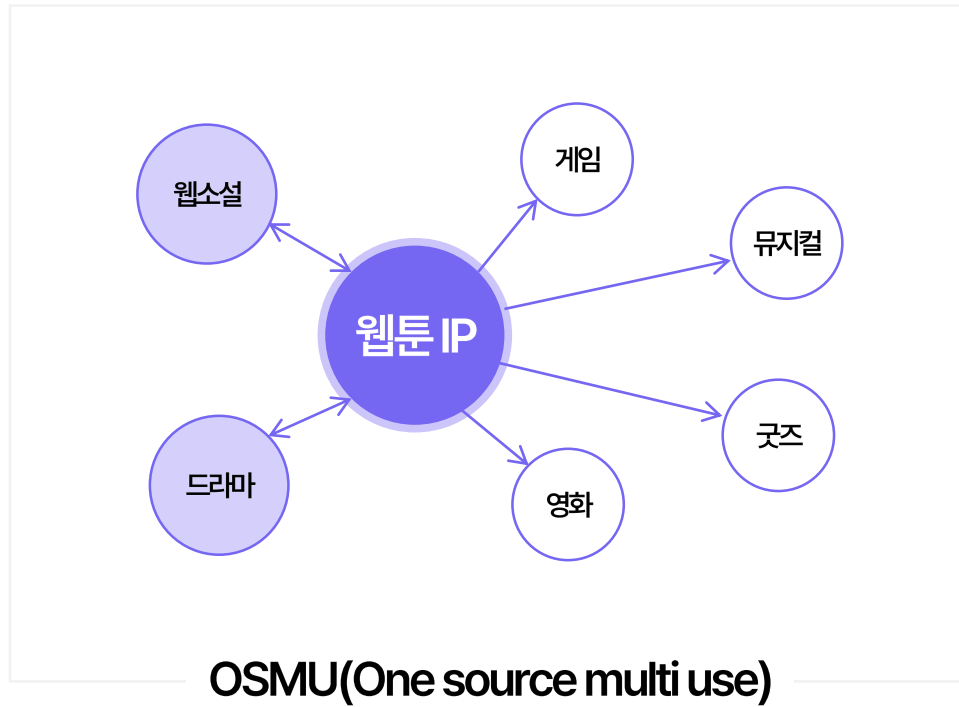 게임
웹소설
뮤지컬
웹툰 IP
굿즈
드라마
영화
OSMU(One source multi use)